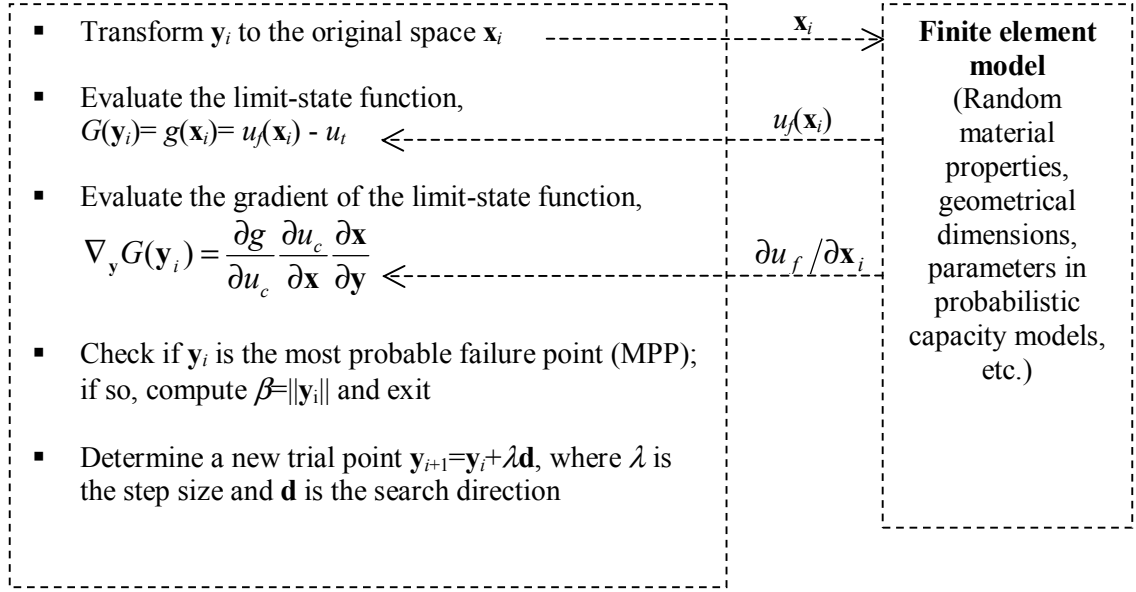 ▪ Transform y_i to the original space x_i
x_i
▪ Evaluate the limit-state function,
G(y_i)= g(x_i)= u_f(x_i) - u_t
u_f(x_i)
▪ Evaluate the gradient of the limit-state function,
∇_y G(y_i) = ∂g/∂u_c ∂u_c/∂x ∂x/∂y
∂u_f/∂x_i
▪ Check if y_i is the most probable failure point (MPP);
if so, compute β=||y_i|| and exit
▪ Determine a new trial point y_{i+1}=y_i+λd, where λ is
the step size and d is the search direction
Finite element
model
(Random
material
properties,
geometrical
dimensions,
parameters in
probabilistic
capacity models,
etc.)